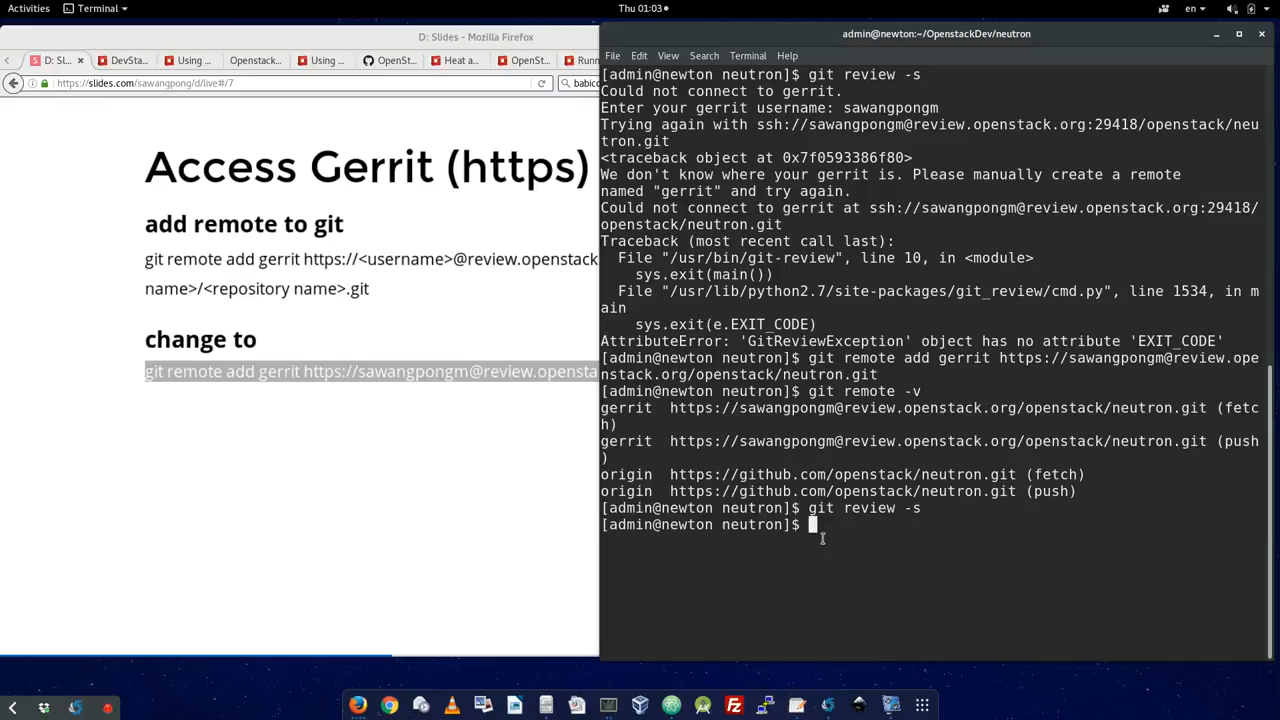 Activities
Terminal
Thu 01:03
en
D: Slides - Mozilla Firefox
admin@newton:~/OpenstackDev/neutron
D: Sl...
DevSta...
Using ...
Openstack...
Using ...
OpenSt...
Heat a...
OpenSt...
Runn
https://slides.com/sawangpong/d/live#/7
babico
File Edit View Search Terminal Help
Access Gerrit (https)
add remote to git
git remote add gerrit https://<username>@review.openstack
name>/<repository name>.git
change to
git remote add gerrit https://sawangpongm@review.opensta
[admin@newton neutron]$ git review -s
Could not connect to gerrit.
Enter your gerrit username: sawangpongm
Trying again with ssh://sawangpongm@review.openstack.org:29418/openstack/neu
tron.git
<traceback object at 0x7f0593386f80>
We don't know where your gerrit is. Please manually create a remote
named "gerrit" and try again.
Could not connect to gerrit at ssh://sawangpongm@review.openstack.org:29418/
openstack/neutron.git
Traceback (most recent call last):
  File "/usr/bin/git-review", line 10, in <module>
    sys.exit(main())
  File "/usr/lib/python2.7/site-packages/git_review/cmd.py", line 1534, in m
ain
    sys.exit(e.EXIT_CODE)
AttributeError: 'GitReviewException' object has no attribute 'EXIT_CODE'
[admin@newton neutron]$ git remote add gerrit https://sawangpongm@review.ope
nstack.org/openstack/neutron.git
[admin@newton neutron]$ git remote -v
gerrit  https://sawangpongm@review.openstack.org/openstack/neutron.git (fetc
h)
gerrit  https://sawangpongm@review.openstack.org/openstack/neutron.git (push
)
origin  https://github.com/openstack/neutron.git (fetch)
origin  https://github.com/openstack/neutron.git (push)
[admin@newton neutron]$ git review -s
[admin@newton neutron]$